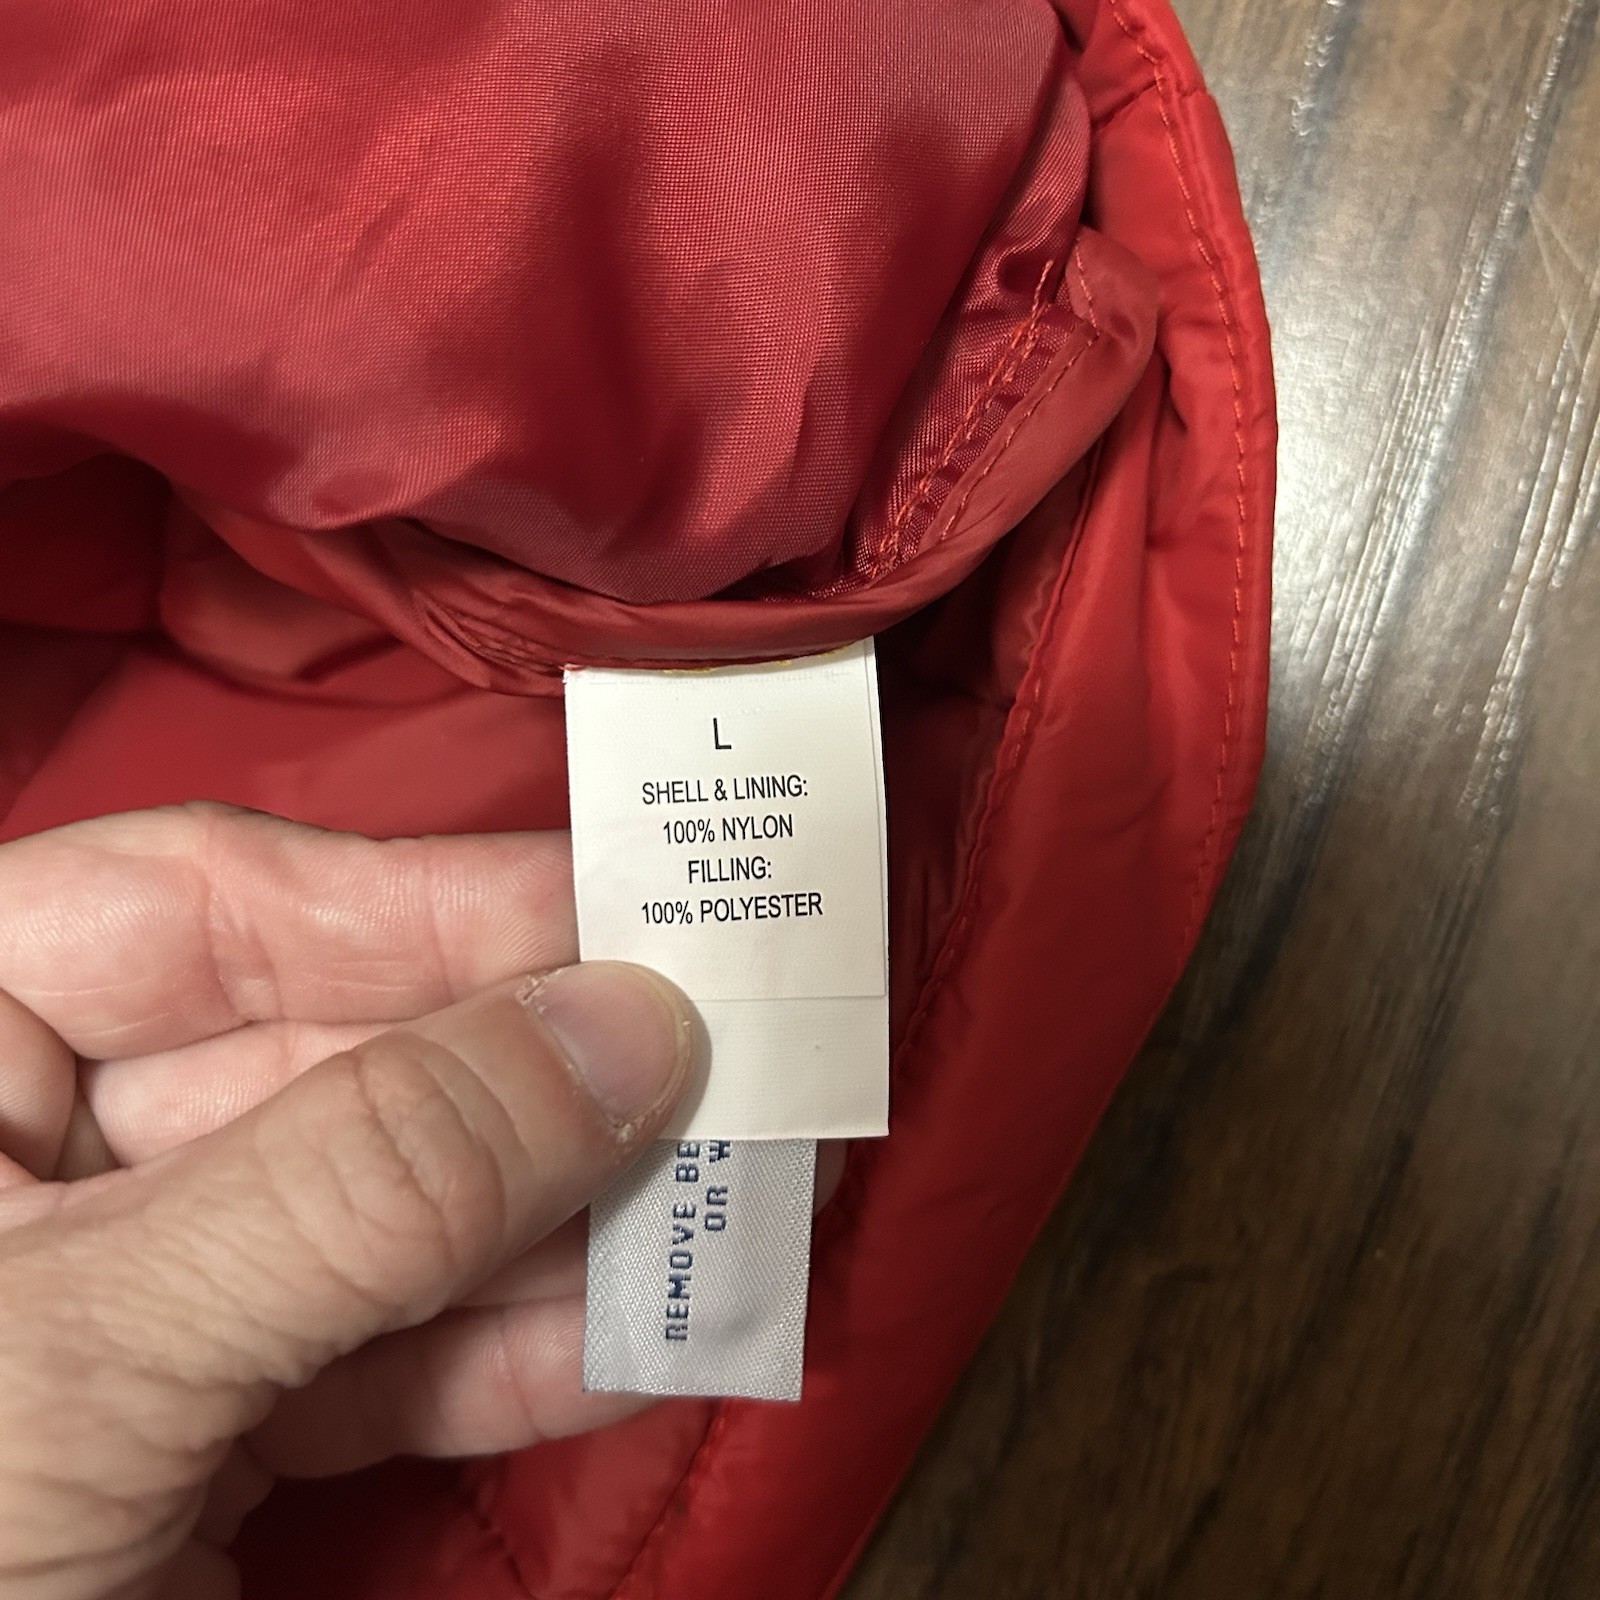 L
SHELL & LINING:
100% NYLON
FILLING:
100% POLYESTER
REMOVE BE
OR W